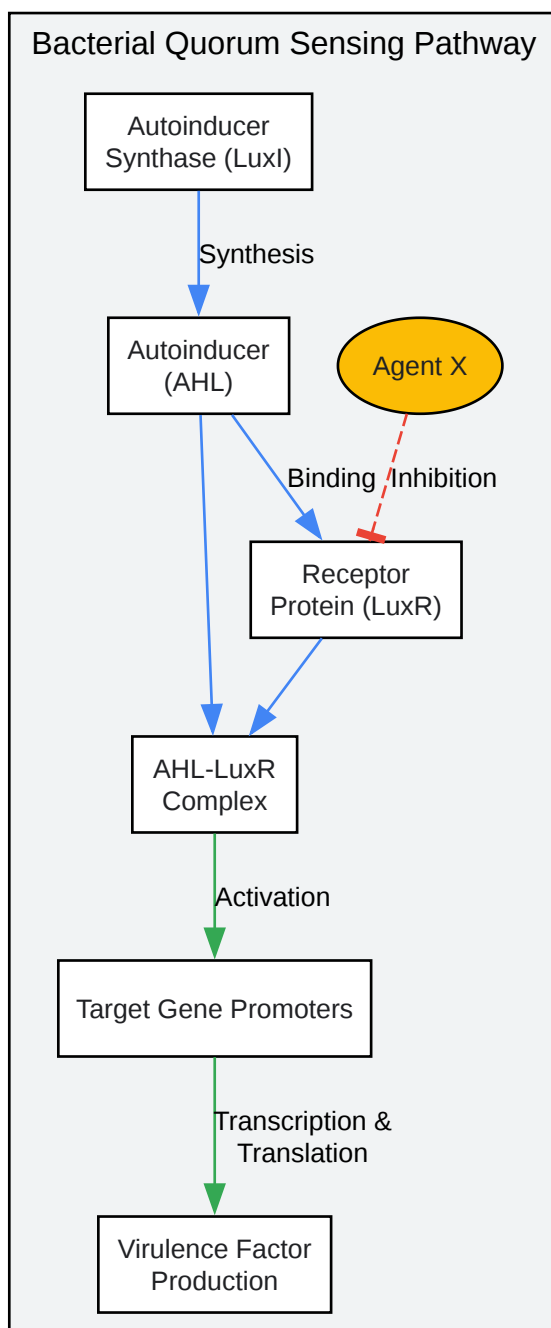 Bacterial Quorum Sensing Pathway
Autoinducer
Synthase (LuxI)
Synthesis
Autoinducer
(AHL)
Agent X
Binding
Inhibition
Receptor
Protein (LuxR)
AHL-LuxR
Complex
Activation
Target Gene Promoters
Transcription &
Translation
Virulence Factor
Production